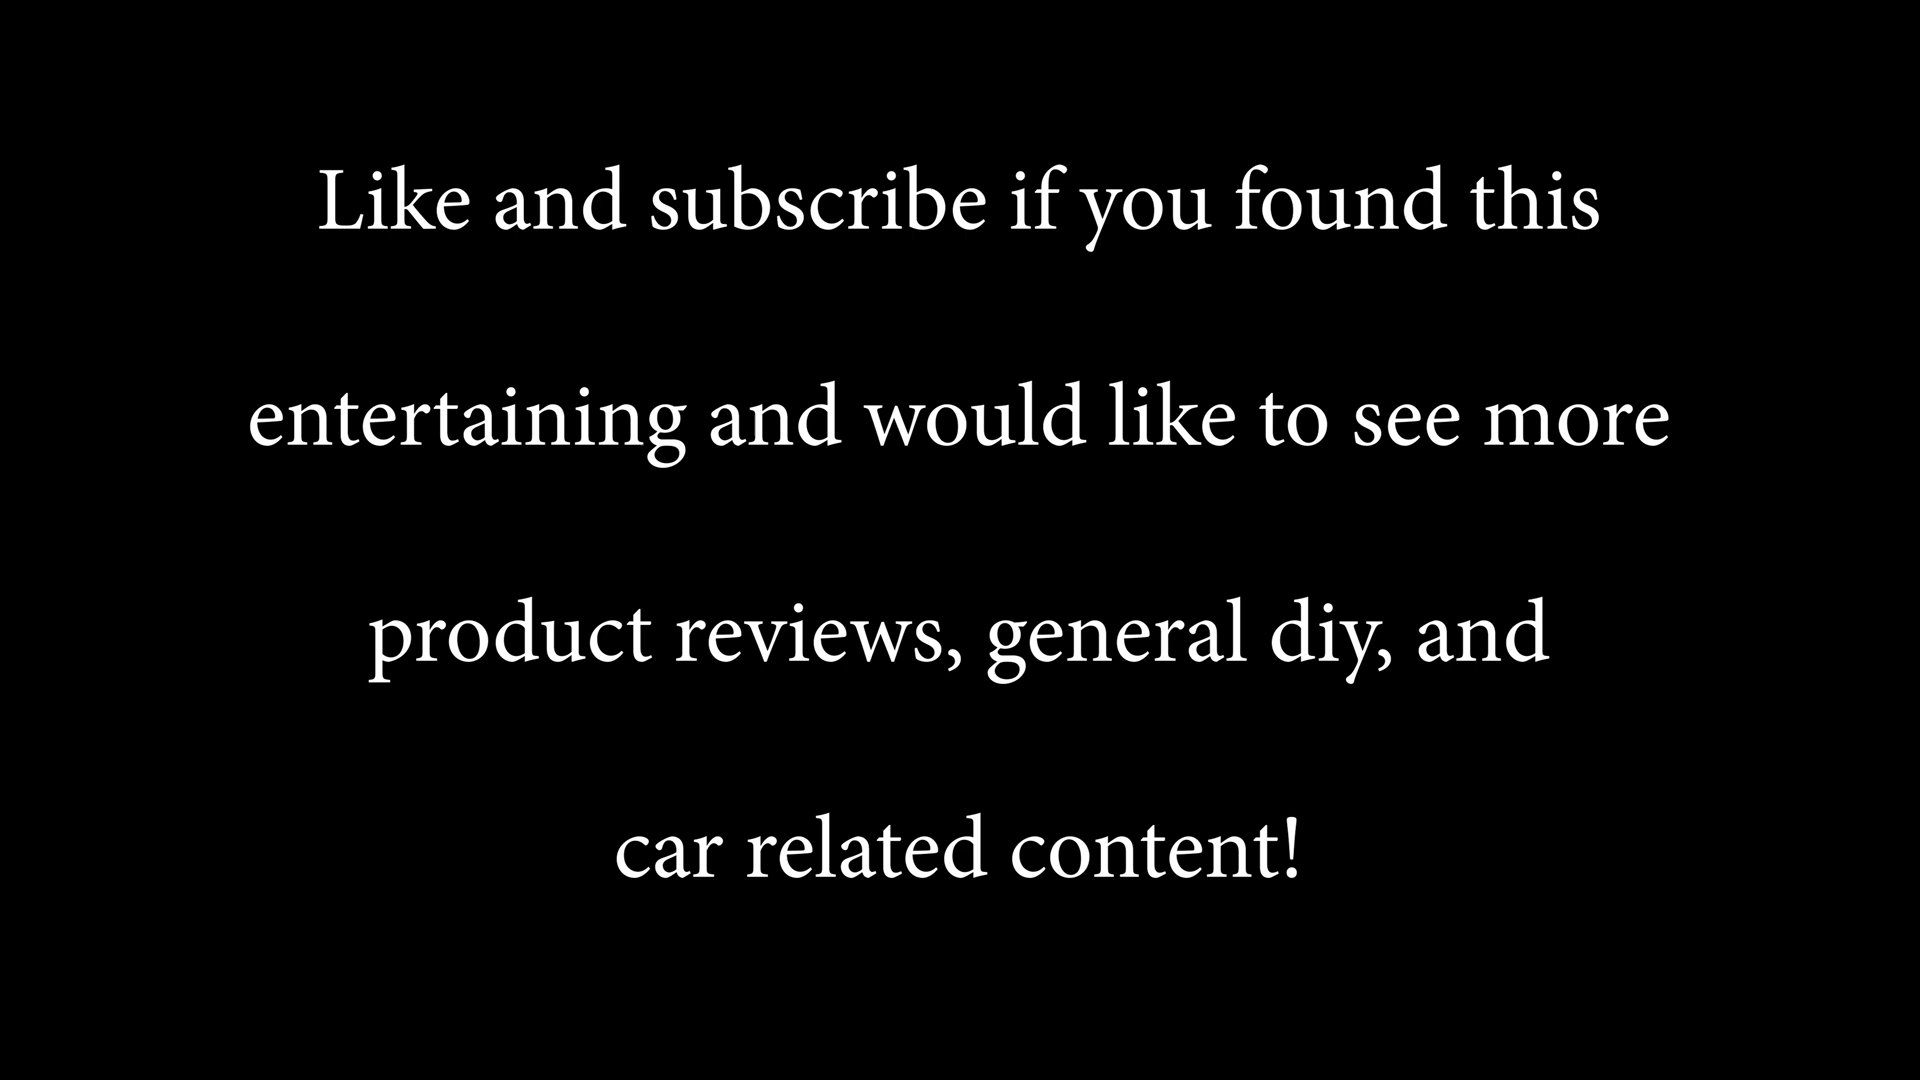 Like and subscribe if you found this
entertaining and would like to see more
product reviews, general diy, and
car related content!